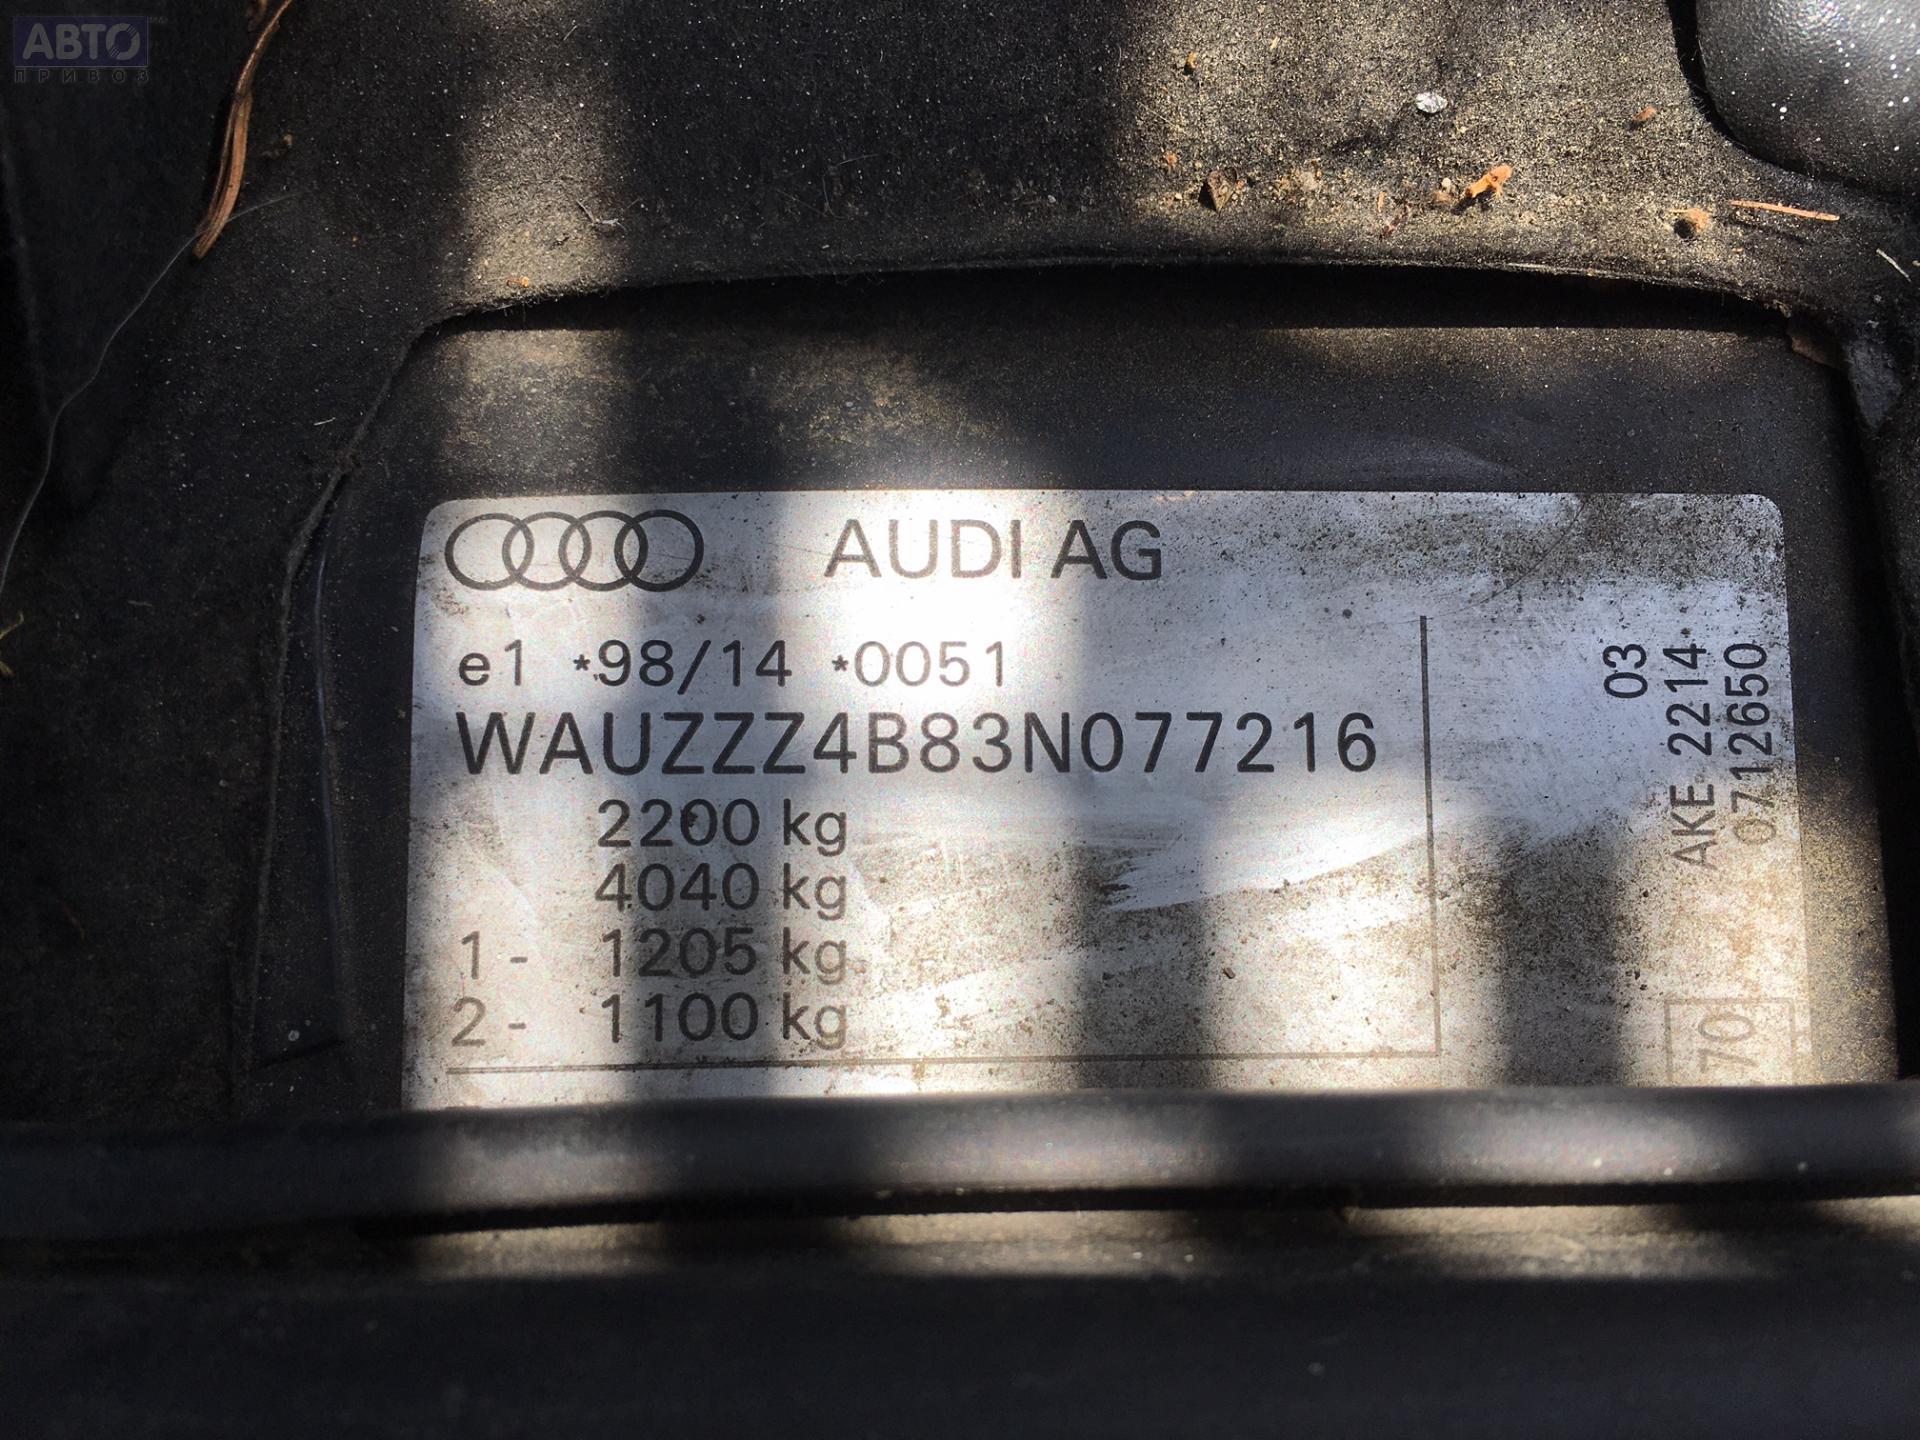 АВТО
ПРИВОЗ
AUDI AG
e1 *98/14 *0051
WAUZZZ4B83N077216
2200 kg
4040 kg
1- 1205 kg
2- 1100 kg
03
AKE 2214
0712650
70